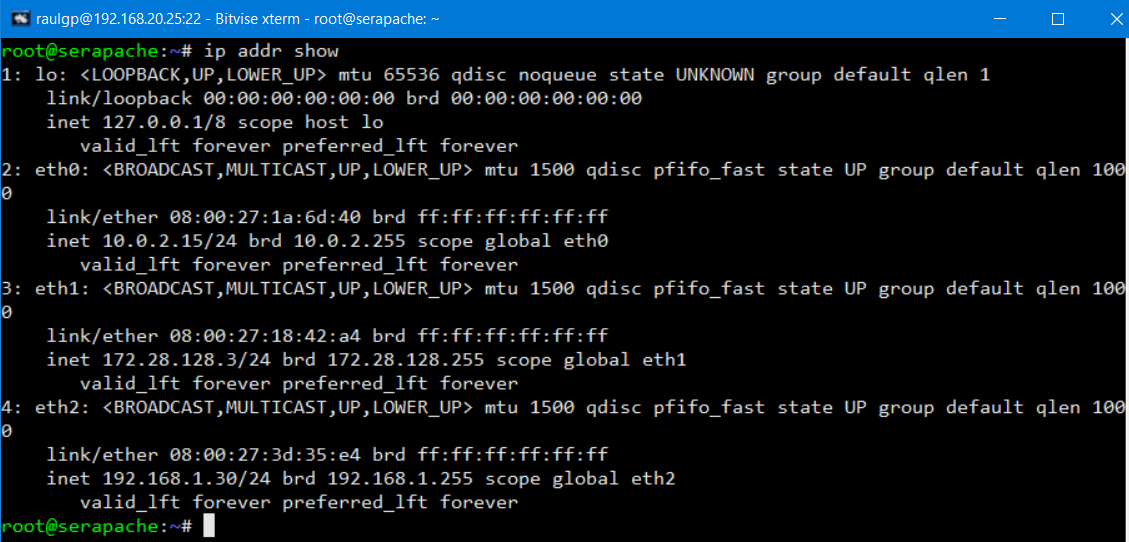 raulgp@192.168.20.25:22 - Bitvise xterm - root@serapache: ~
root@serapache:~# ip addr show
1: lo: <LOOPBACK,UP,LOWER_UP> mtu 65536 qdisc noqueue state UNKNOWN group default qlen 1
    link/loopback 00:00:00:00:00:00 brd 00:00:00:00:00:00
    inet 127.0.0.1/8 scope host lo
       valid_lft forever preferred_lft forever
2: eth0: <BROADCAST,MULTICAST,UP,LOWER_UP> mtu 1500 qdisc pfifo_fast state UP group default qlen 100
0
    link/ether 08:00:27:1a:6d:40 brd ff:ff:ff:ff:ff:ff
    inet 10.0.2.15/24 brd 10.0.2.255 scope global eth0
       valid_lft forever preferred_lft forever
3: eth1: <BROADCAST,MULTICAST,UP,LOWER_UP> mtu 1500 qdisc pfifo_fast state UP group default qlen 100
0
    link/ether 08:00:27:18:42:a4 brd ff:ff:ff:ff:ff:ff
    inet 172.28.128.3/24 brd 172.28.128.255 scope global eth1
       valid_lft forever preferred_lft forever
4: eth2: <BROADCAST,MULTICAST,UP,LOWER_UP> mtu 1500 qdisc pfifo_fast state UP group default qlen 100
0
    link/ether 08:00:27:3d:35:e4 brd ff:ff:ff:ff:ff:ff
    inet 192.168.1.30/24 brd 192.168.1.255 scope global eth2
       valid_lft forever preferred_lft forever
root@serapache:~#